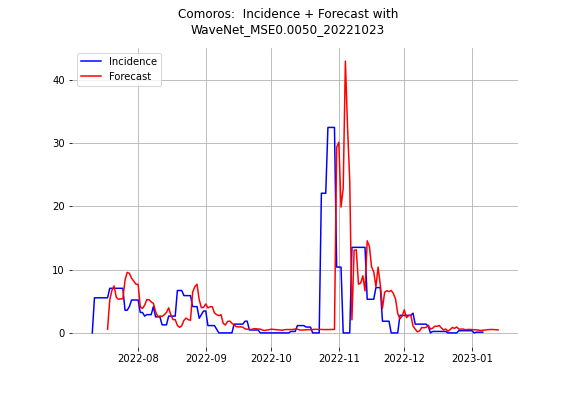 Comoros:  Incidence + Forecast with
WaveNet_MSE0.0050_20221023
Incidence
Forecast
40
30
20
10
0
2022-08 2022-09 2022-10 2022-11 2022-12 2023-01